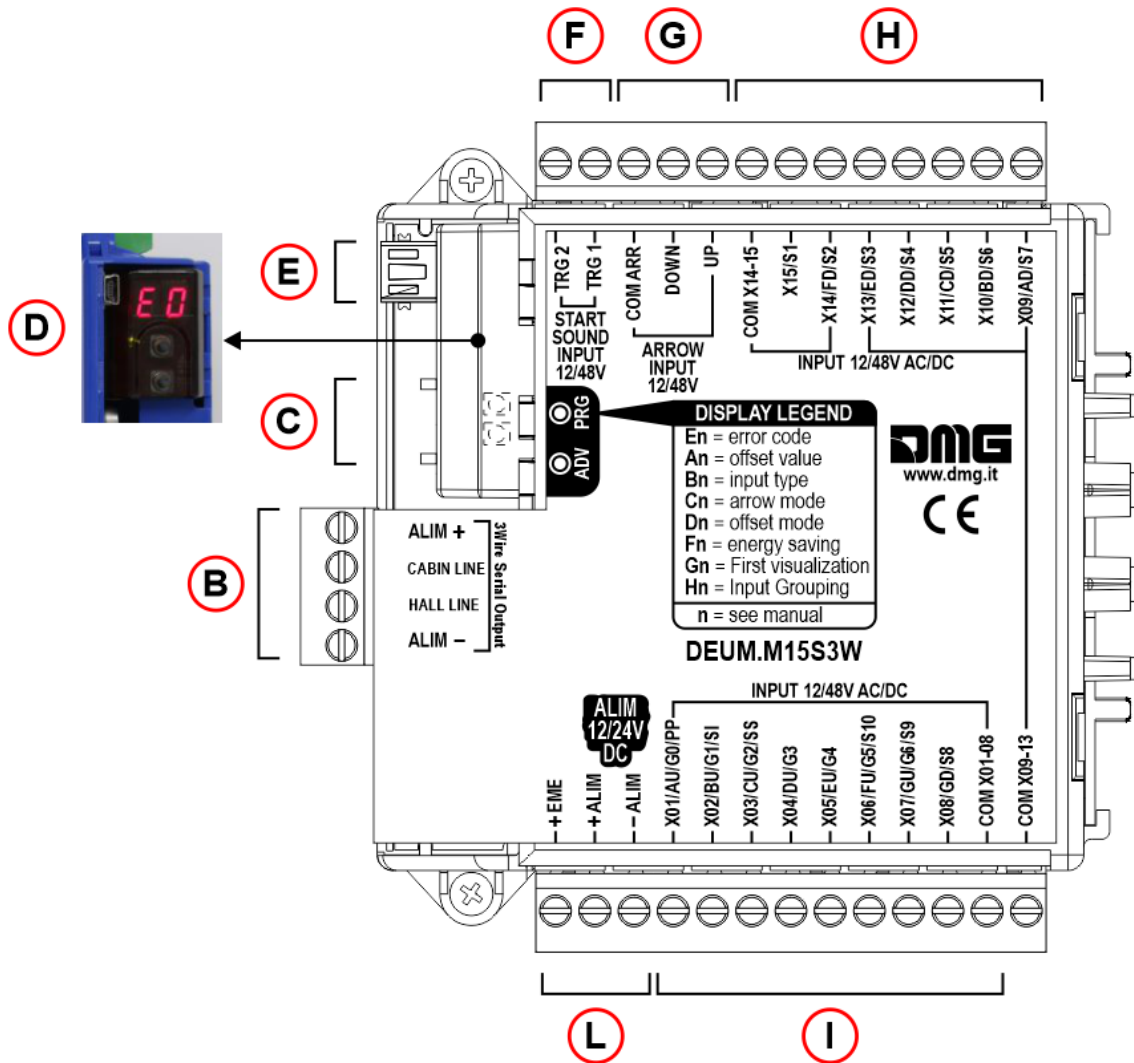 F
G
H
E
D
C
B
L
I
E0
TRG 2
TRG 1
START
SOUND
INPUT
12/48V
COM ARR
DOWN
UP
ARROW
INPUT
12/48V
COM X14-15
X15/S1
X14/FD/S2
X13/ED/S3
X12/DD/S4
X11/CD/S5
X10/BD/S6
X09/AD/S7
INPUT 12/48V AC/DC
PRG
ADV
DISPLAY LEGEND
En = error code
An = offset value
Bn = input type
Cn = arrow mode
Dn = offset mode
Fn = energy saving
Gn = First visualization
Hn = Input Grouping
n = see manual
DMG
www.dmg.it
CE
ALIM +
CABIN LINE
HALL LINE
ALIM −
3Wire Serial Output
DEUM.M15S3W
INPUT 12/48V AC/DC
ALIM
12/24V
DC
+ EME
+ ALIM
− ALIM
X01/AU/G0/PP
X02/BU/G1/SI
X03/CU/G2/SS
X04/DU/G3
X05/EU/G4
X06/FU/G5/S10
X07/GU/G6/S9
X08/GD/S8
COM X01-08
COM X09-13